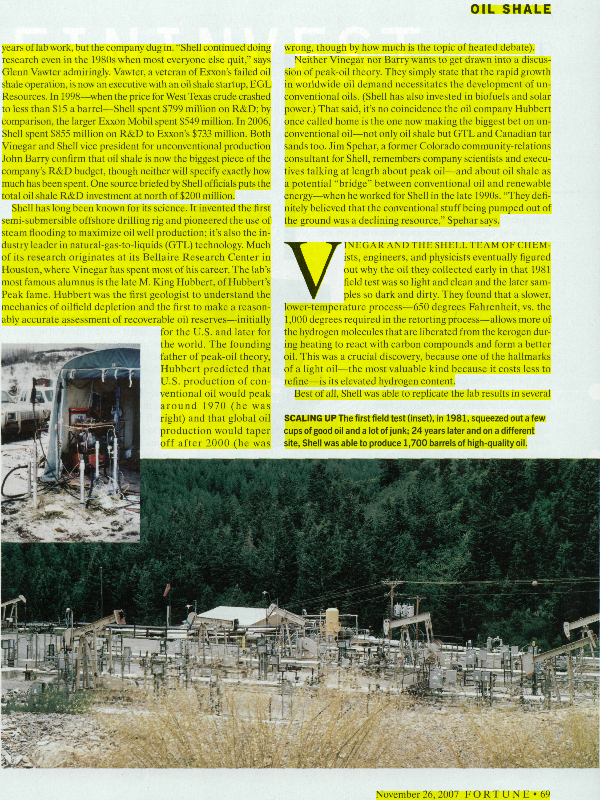 OIL SHALE
years of lab work, but the company dug in. “Shell continued doing
research even in the 1980s when most everyone else quit,” says
Glenn Vawter admiringly. Vawter, a veteran of Exxon's failed oil
shale operation, is now an executive with an oil shale startup, EGL
Resources. In 1998—when the price for West Texas crude crashed
to less than $15 a barrel—Shell spent $799 million on R&D; by
comparison, the larger Exxon Mobil spent $549 million. In 2006,
Shell spent $855 million on R&D to Exxon's $733 million. Both
Vinegar and Shell vice president for unconventional production
John Barry confirm that oil shale is now the biggest piece of the
company's R&D budget, though neither will specify exactly how
much has been spent. One source briefed by Shell officials puts the
total oil shale R&D investment at north of $200 million.
Shell has long been known for its science. It invented the first
semi-submersible offshore drilling rig and pioneered the use of
steam flooding to maximize oil well production; it's also the in-
dustry leader in natural-gas-to-liquids (GTL) technology. Much
of its research originates at its Bellaire Research Center in
Houston, where Vinegar has spent most of his career. The lab's
most famous alumnus is the late M. King Hubbert, of Hubbert's
Peak fame. Hubbert was the first geologist to understand the
mechanics of oilfield depletion and the first to make a reason-
ably accurate assessment of recoverable oil reserves—initially
for the U.S. and later for
the world. The founding
father of peak-oil theory,
Hubbert predicted that
U.S. production of con-
ventional oil would peak
around 1970 (he was
right) and that global oil
production would taper
off after 2000 (he was
wrong, though by how much is the topic of heated debate).
Neither Vinegar nor Barry wants to get drawn into a discus-
sion of peak-oil theory. They simply state that the rapid growth
in worldwide oil demand necessitates the development of un-
conventional oils. (Shell has also invested in biofuels and solar
power.) That said, it's no coincidence the oil company Hubbert
once called home is the one now making the biggest bet on un-
conventional oil—not only oil shale but GTL and Canadian tar
sands too. Jim Spehar, a former Colorado community-relations
consultant for Shell, remembers company scientists and execu-
tives talking at length about peak oil—and about oil shale as
a potential “bridge” between conventional oil and renewable
energy—when he worked for Shell in the late 1990s. “They defi-
nitely believed that the conventional stuff being pumped out of
the ground was a declining resource,” Spehar says.
VINEGAR AND THE SHELL TEAM OF CHEM-
ists, engineers, and physicists eventually figured
out why the oil they collected early in that 1981
field test was so light and clean and the later sam-
ples so dark and dirty. They found that a slower,
lower-temperature process—650 degrees Fahrenheit, vs. the
1,000 degrees required in the retorting process—allows more of
the hydrogen molecules that are liberated from the kerogen dur-
ing heating to react with carbon compounds and form a better
oil. This was a crucial discovery, because one of the hallmarks
of a light oil—the most valuable kind because it costs less to
refine—is its elevated hydrogen content.
Best of all, Shell was able to replicate the lab results in several
SCALING UP The first field test (inset), in 1981, squeezed out a few
cups of good oil and a lot of junk; 24 years later and on a different
site, Shell was able to produce 1,700 barrels of high-quality oil.
November 26, 2007 FORTUNE • 69